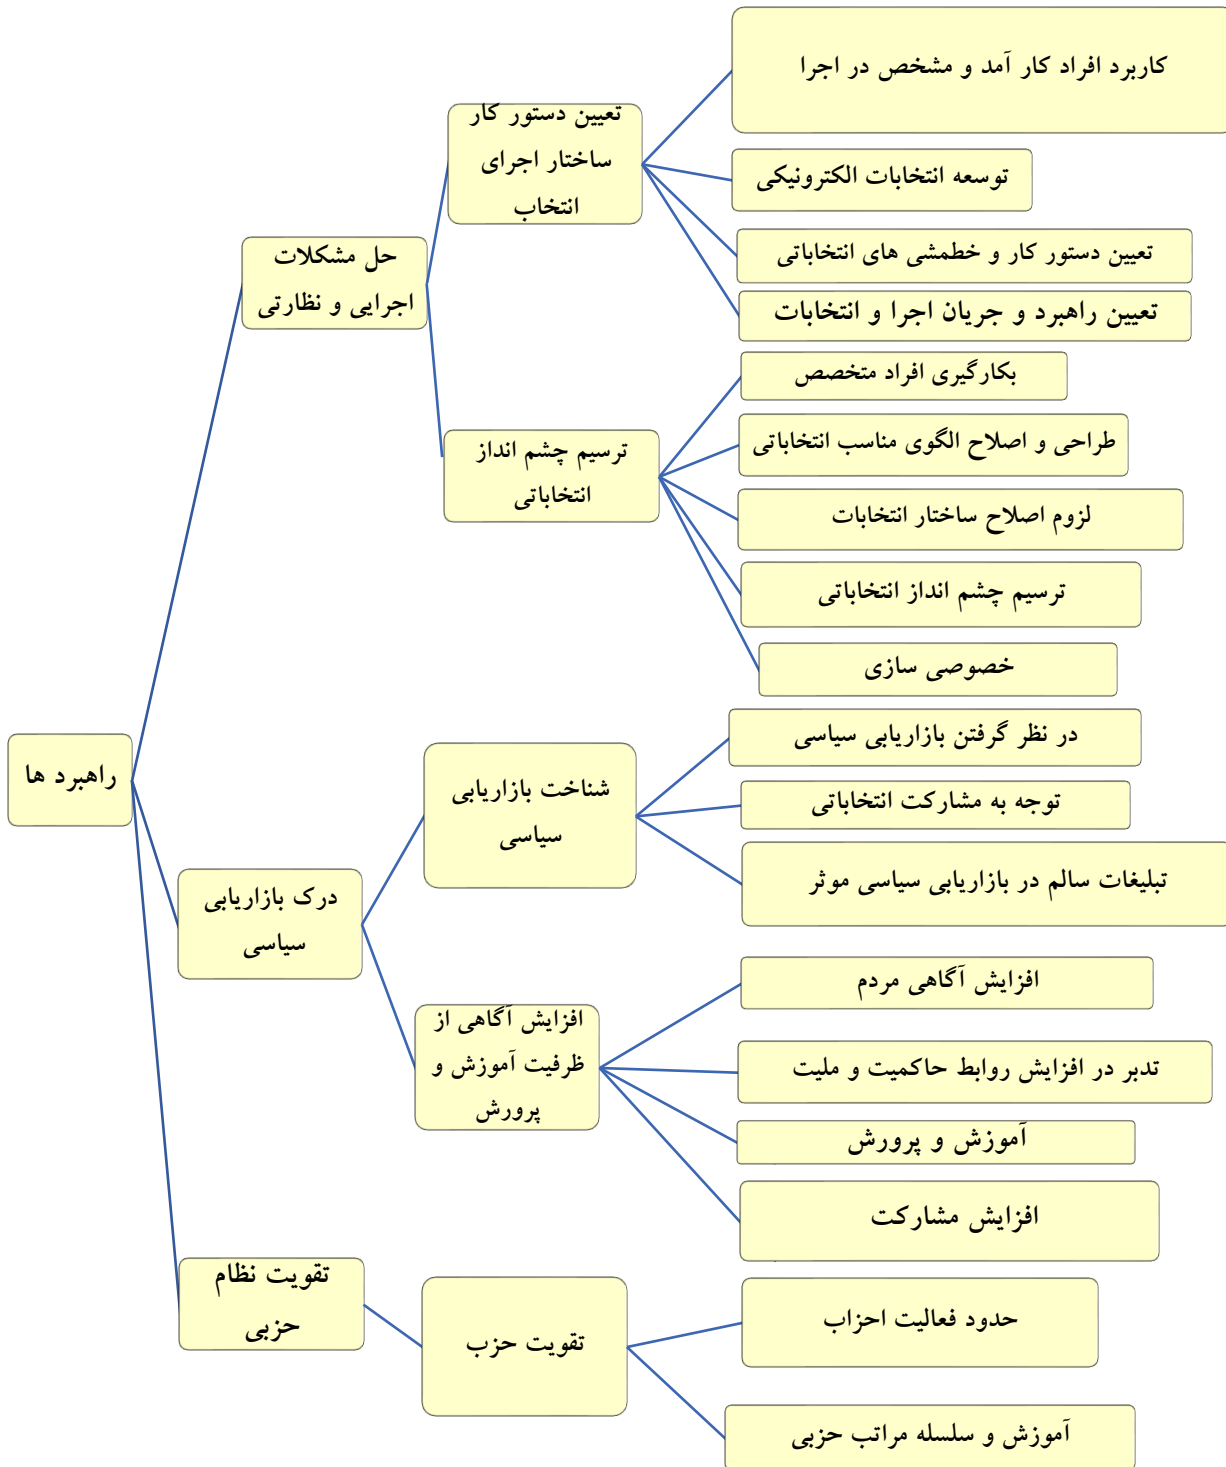 راهبرد ها
حل مشکلات
اجرایی و نظارتی
تعیین دستور کار
ساختار اجرای
انتخاب
کاربرد افراد کار آمد و مشخص در اجرا
توسعه انتخابات الکترونیکی
تعیین دستور کار و خطمشی های انتخاباتی
تعیین راهبرد و جریان اجرا و انتخابات
ترسیم چشم انداز
انتخاباتی
بکارگیری افراد متخصص
طراحی و اصلاح الگوی مناسب انتخاباتی
لزوم اصلاح ساختار انتخابات
ترسیم چشم انداز انتخاباتی
خصوصی سازی
درک بازاریابی
سیاسی
شناخت بازاریابی
سیاسی
در نظر گرفتن بازاریابی سیاسی
توجه به مشارکت انتخاباتی
تبلیغات سالم در بازاریابی سیاسی موثر
افزایش آگاهی از
ظرفیت آموزش و
پرورش
افزایش آگاهی مردم
تدبر در افزایش روابط حاکمیت و ملیت
آموزش و پرورش
افزایش مشارکت
تقویت نظام
حزبی
تقویت حزب
حدود فعالیت احزاب
آموزش و سلسله مراتب حزبی